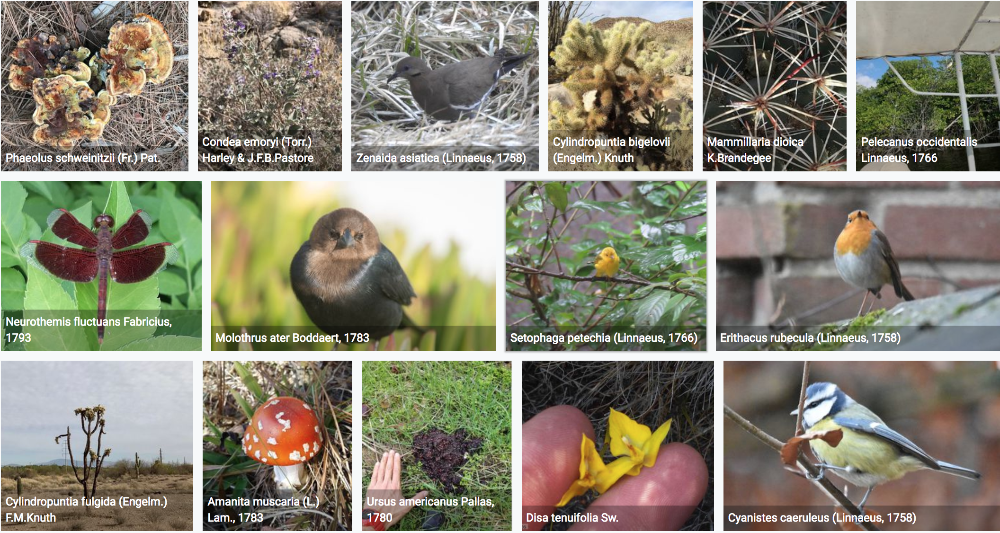 Phaeolus schweinitzii (Fr.) Pat.
Condea emoryi (Torr.)
Harley & J.F.B.Pastore
Zenaida asiatica (Linnaeus, 1758)
Cylindropuntia bigelovii
(Engelm.) Knuth
Mammillaria dioica
K.Brandegee
Pelecanus occidentalis
Linnaeus, 1766
Neurothemis fluctuans Fabricius,
1793
Molothrus ater Boddaert, 1783
Setophaga petechia (Linnaeus, 1766)
Erithacus rubecula (Linnaeus, 1758)
Cylindropuntia fulgida (Engelm.)
F.M.Knuth
Amanita muscaria (L.)
Lam., 1783
Ursus americanus Pallas,
1780
Disa tenuifolia Sw.
Cyanistes caeruleus (Linnaeus, 1758)